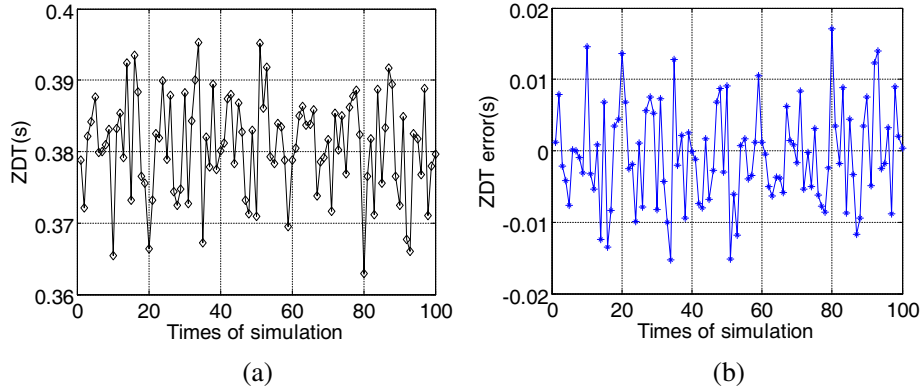 0.4
0.39
0.38
0.37
0.36
ZDT(s)
0 20 40 60 80 100
Times of simulation
(a)
0.02
0.01
0
-0.01
-0.02
ZDT error(s)
0 20 40 60 80 100
Times of simulation
(b)